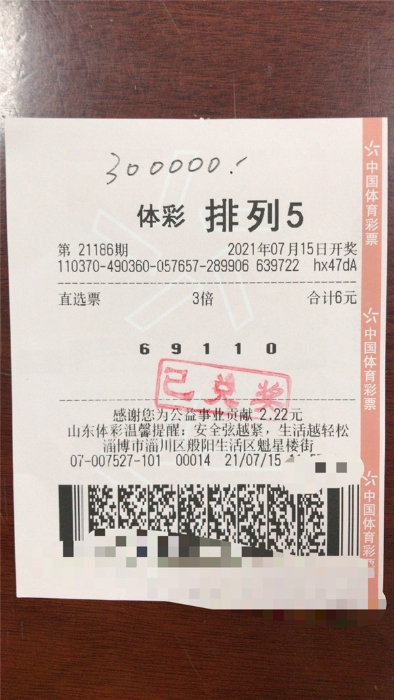 300000.
体彩 排列5
第 21186期 2021年07月15日开奖
110370-490360-057657-289906 639722 hx47dA
直选票 3倍 合计6元
6 9 1 1 0
已兑奖
感谢您为公益事业贡献 2.22元
山东体彩温馨提醒：安全弦越紧，生活越轻松
淄博市淄川区般阳生活区魁星楼街
07-007527-101 00014 21/07/15
中国体育彩票
中国体育彩票
中国体育彩票